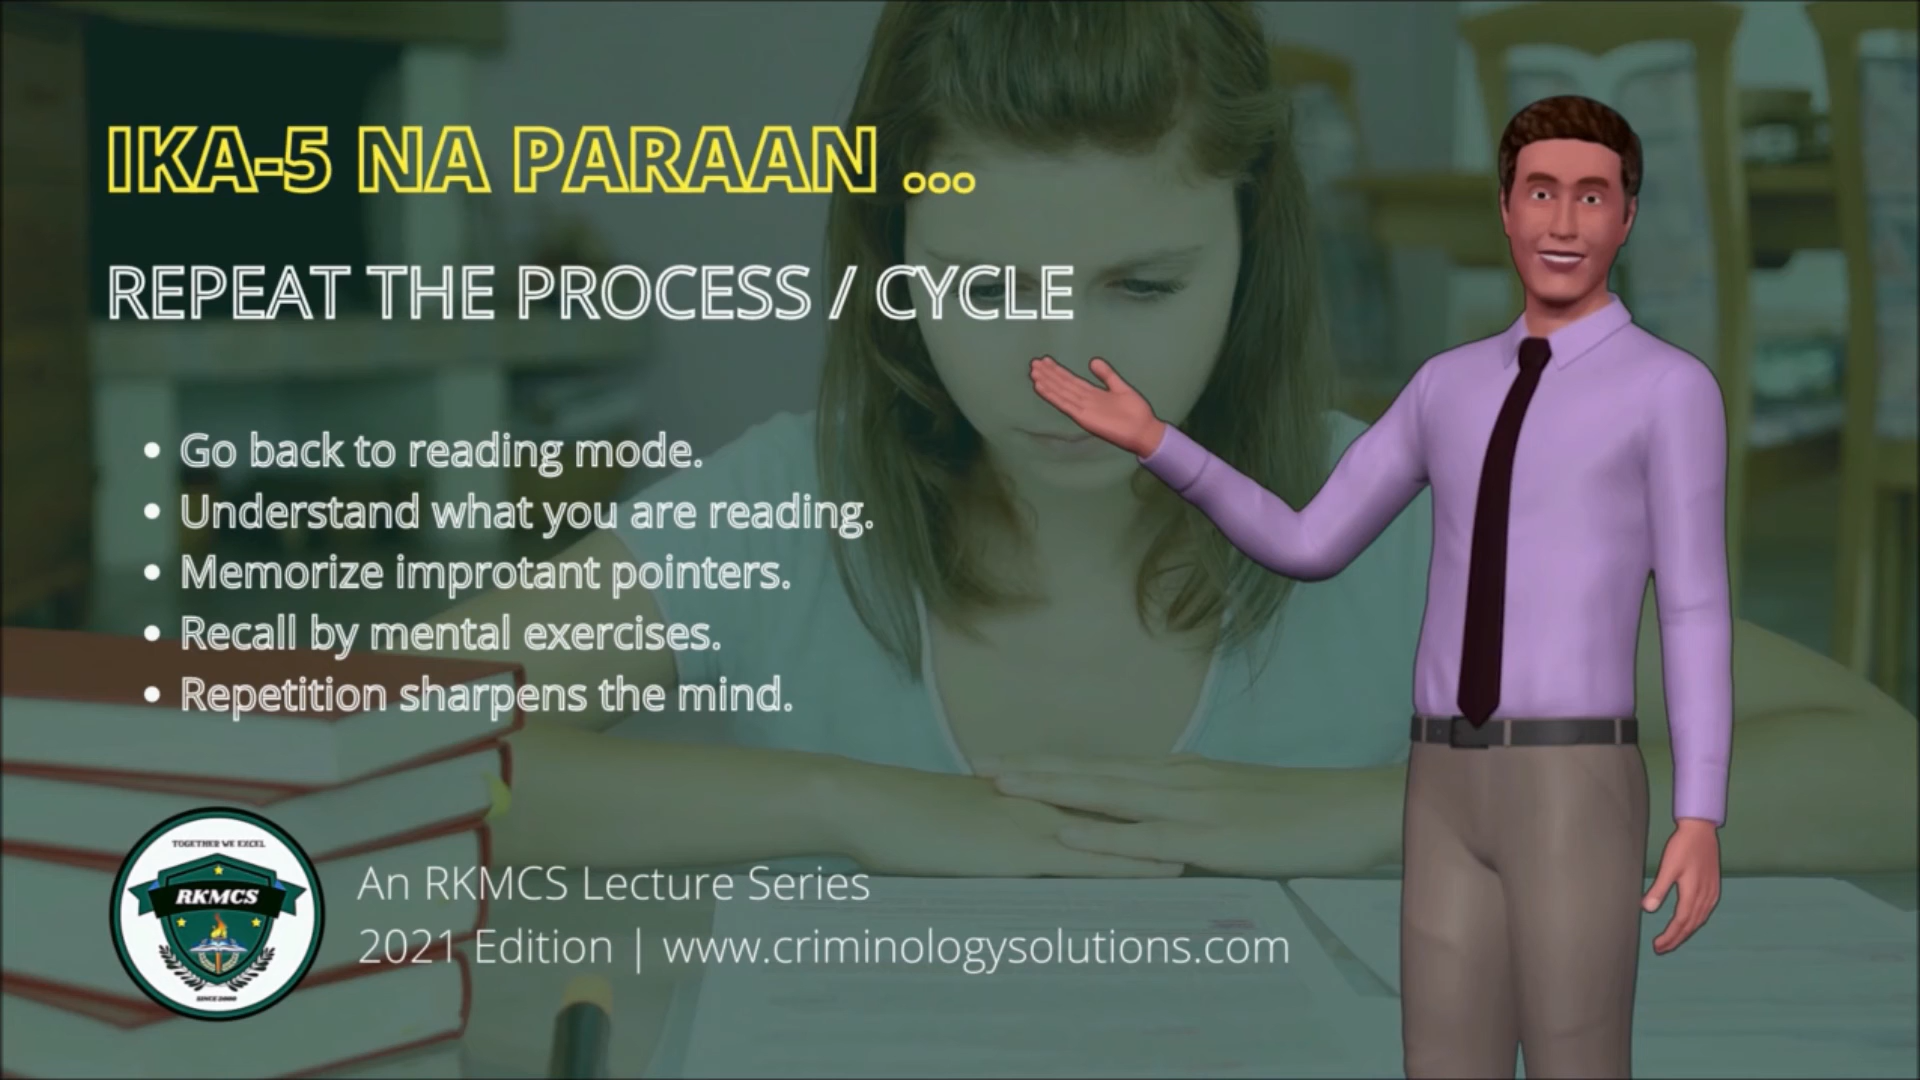 IKA-5 NA PARAAN ...
REPEAT THE PROCESS / CYCLE
• Go back to reading mode.
• Understand what you are reading.
• Memorize improtant pointers.
• Recall by mental exercises.
• Repetition sharpens the mind.
TOGETHER WE EXCEL
RKMCS
SINCE 2000
An RKMCS Lecture Series
2021 Edition | www.criminologysolutions.com